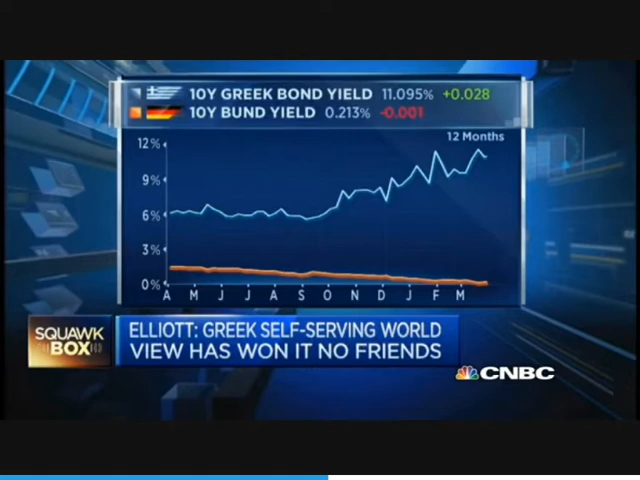 10Y GREEK BOND YIELD 11.095% +0.028
10Y BUND YIELD 0.213% -0.001
12 Months
12%
9%
6%
3%
0%
A M J J A S O N D J F M
ELLIOTT: GREEK SELF-SERVING WORLD
VIEW HAS WON IT NO FRIENDS
SQUAWK
BOX
CNBC